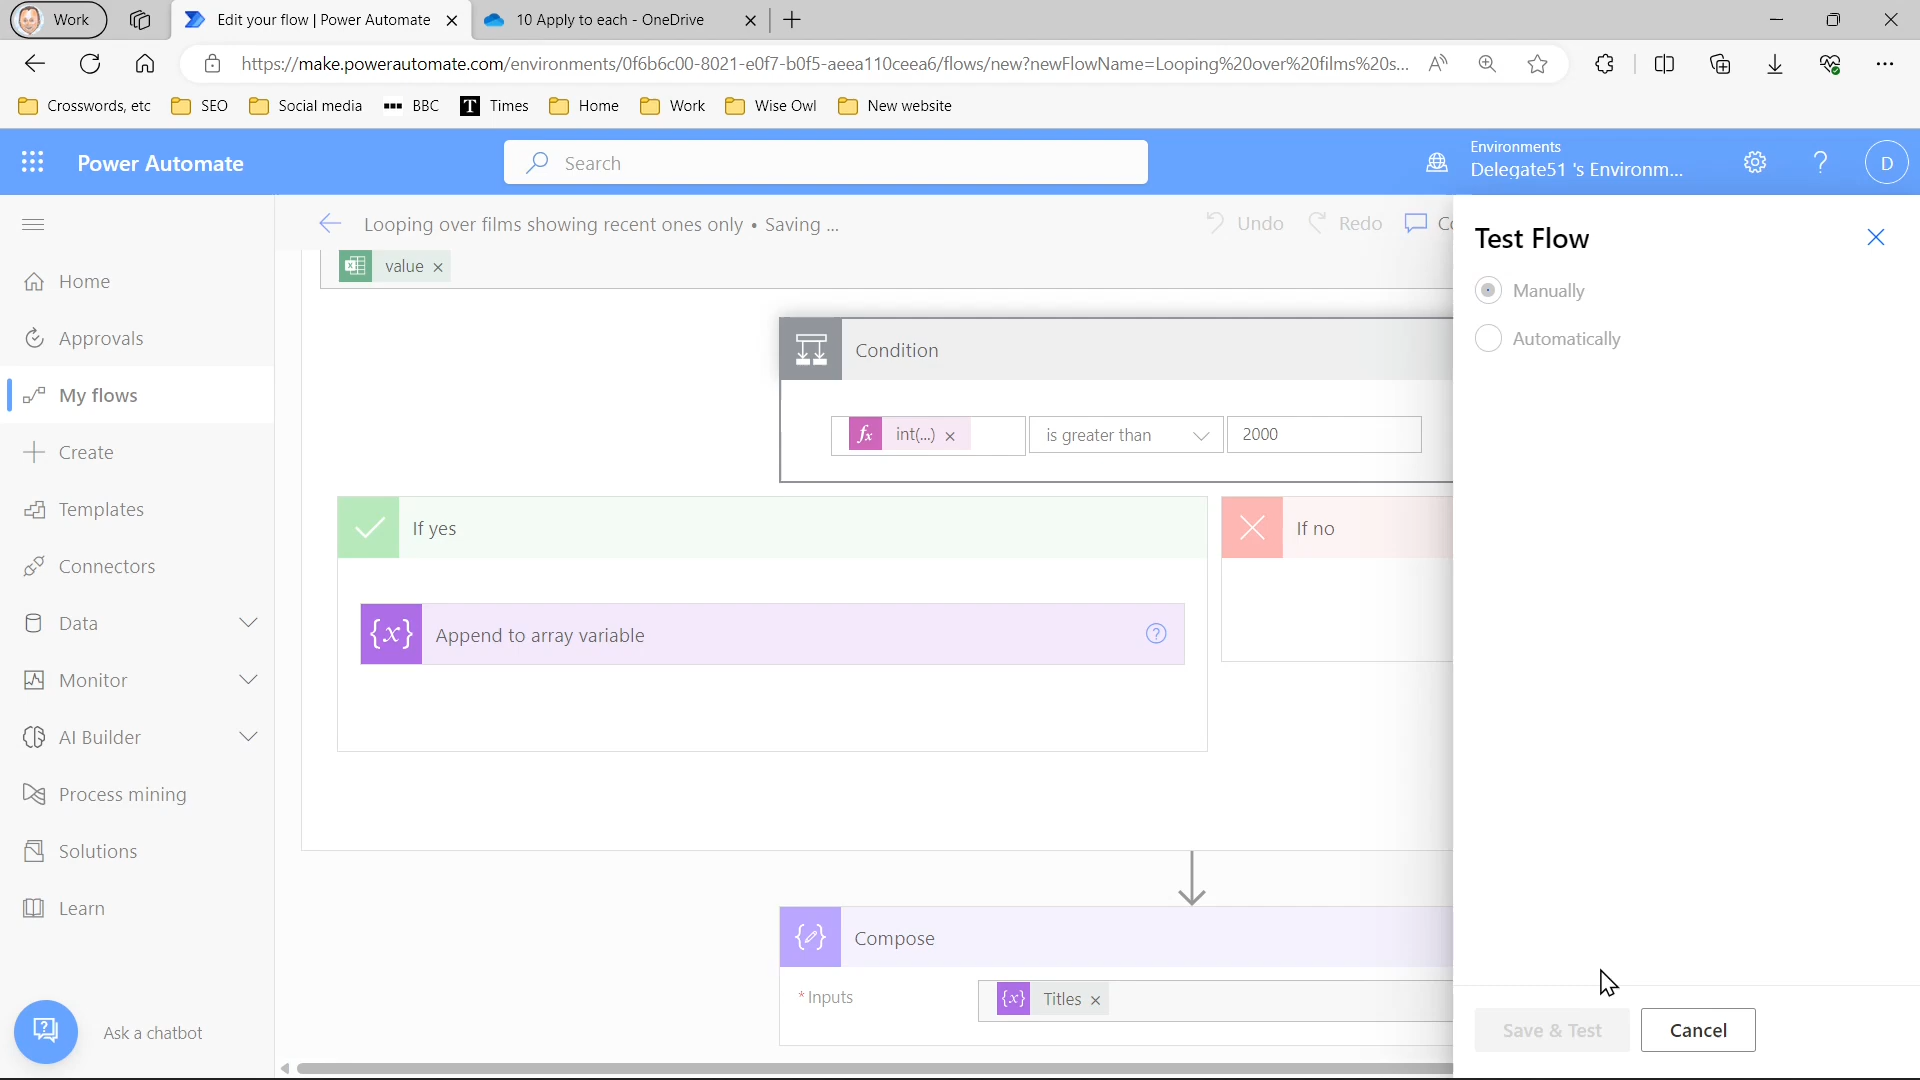 Work
Edit your flow | Power Automate
10 Apply to each - OneDrive
https://make.powerautomate.com/environments/0f6b6c00-8021-e0f7-b0f5-aeea110ceea6/flows/new?newFlowName=Looping%20over%20films%20s...
Crosswords, etc
SEO
Social media
BBC
T Times
Home
Work
Wise Owl
New website
Power Automate
Search
Environments
Delegate51 's Environm...
?
D
Looping over films showing recent ones only • Saving ...
Undo
Redo
Test Flow
Manually
Automatically
Home
Approvals
My flows
Create
Templates
Connectors
Data
Monitor
AI Builder
Process mining
Solutions
Learn
Ask a chatbot
value
Condition
fx int(...)
is greater than
2000
If yes
If no
{x} Append to array variable
?
Compose
* Inputs
{x} Titles
Save & Test
Cancel